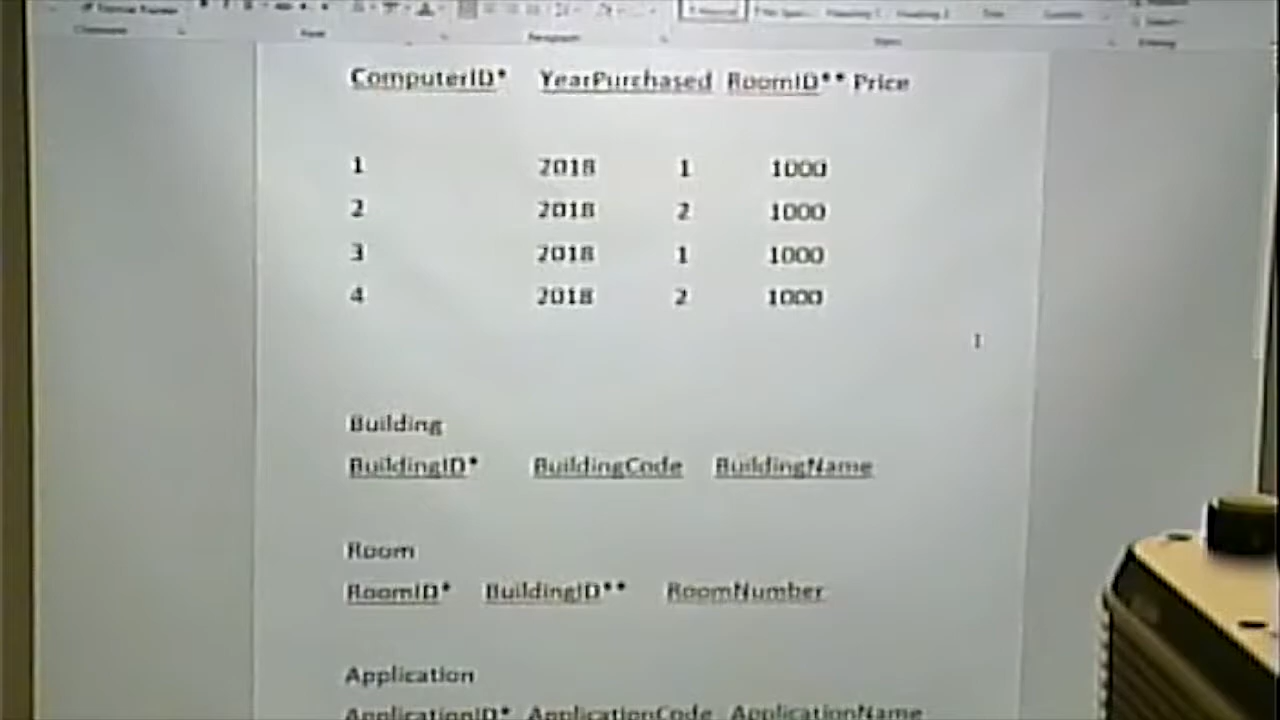 ComputerID* YearPurchased RoomID** Price
1 2018 1 1000
2 2018 2 1000
3 2018 1 1000
4 2018 2 1000
Building
BuildingID* BuildingCode BuildingName
Room
RoomID* BuildingID** RoomNumber
Application
ApplicationID* ApplicationCode ApplicationName